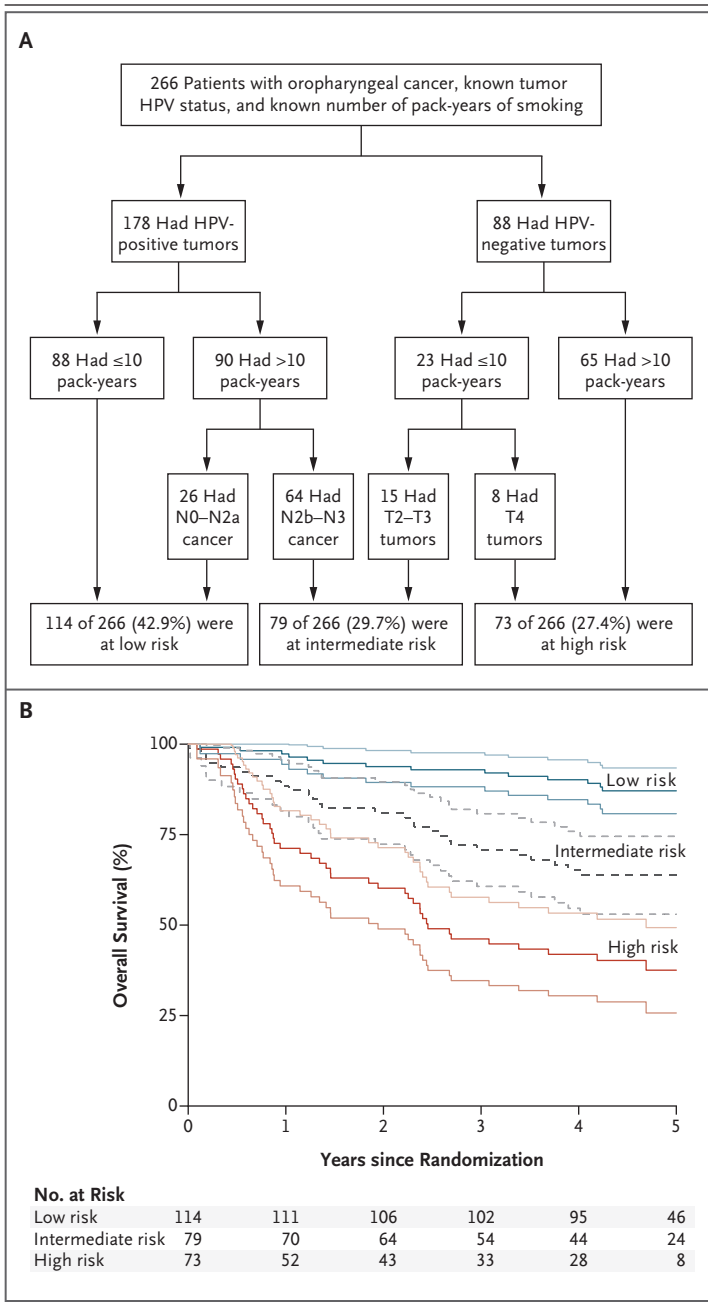 A
266 Patients with oropharyngeal cancer, known tumor
HPV status, and known number of pack-years of smoking
178 Had HPV-
positive tumors
88 Had HPV-
negative tumors
88 Had ≤10
pack-years
90 Had >10
pack-years
23 Had ≤10
pack-years
65 Had >10
pack-years
26 Had
N0–N2a
cancer
64 Had
N2b–N3
cancer
15 Had
T2–T3
tumors
8 Had
T4
tumors
114 of 266 (42.9%) were
at low risk
79 of 266 (29.7%) were
at intermediate risk
73 of 266 (27.4%) were
at high risk
B
Overall Survival (%)
100
75
50
25
0
Low risk
Intermediate risk
High risk
0 1 2 3 4 5
Years since Randomization
No. at Risk
Low risk 114 111 106 102 95 46
Intermediate risk 79 70 64 54 44 24
High risk 73 52 43 33 28 8